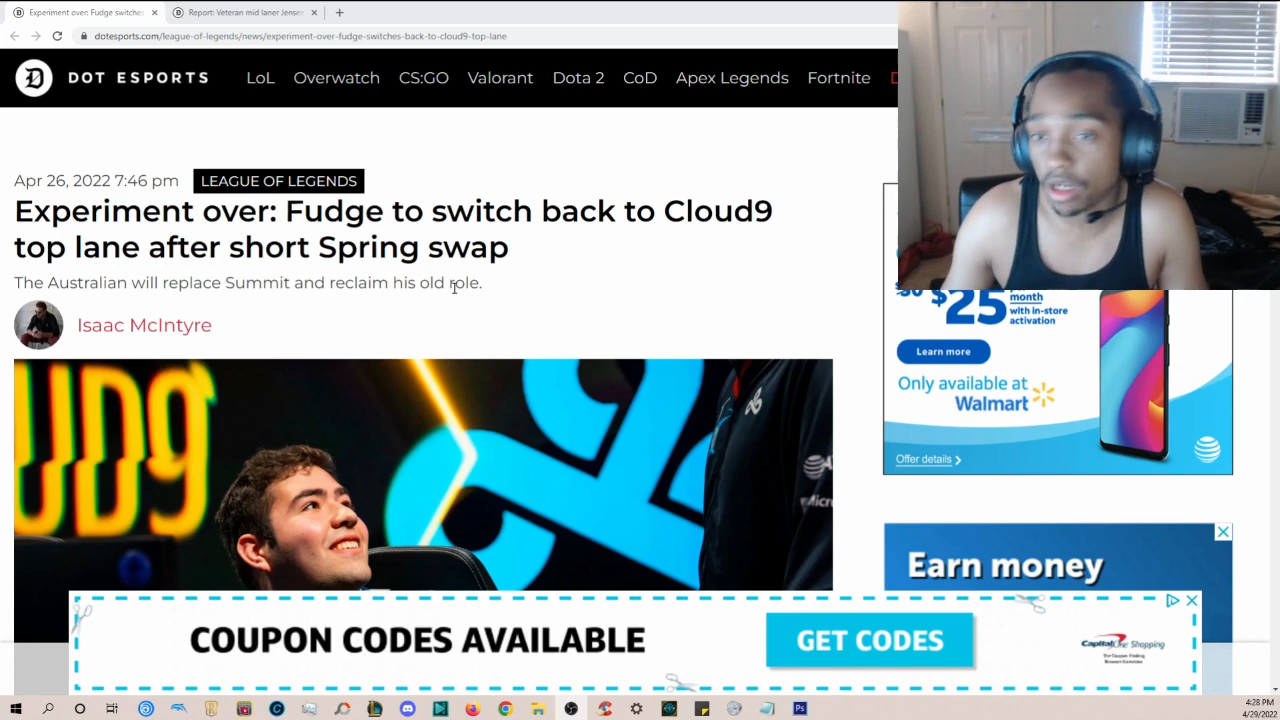 Experiment over: Fudge switches
Report: Veteran mid laner Jensen
dotesports.com/league-of-legends/news/experiment-over-fudge-switches-back-to-cloud9-top-lane
DOT ESPORTS
LoL Overwatch CS:GO Valorant Dota 2 CoD Apex Legends Fortnite
Apr 26, 2022 7:46 pm LEAGUE OF LEGENDS
Experiment over: Fudge to switch back to Cloud9
top lane after short Spring swap
The Australian will replace Summit and reclaim his old role.
Isaac McIntyre
$25
month
with in-store
activation
Learn more
Only available at
Walmart
Offer details
Earn money
COUPON CODES AVAILABLE
GET CODES
Capital One Shopping
4:28 PM
4/29/2022